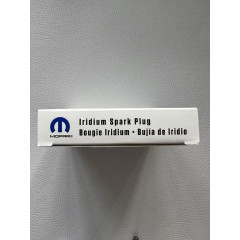 MOPAR
Iridium Spark Plug
Bougie Iridium • Bujía de Iridio